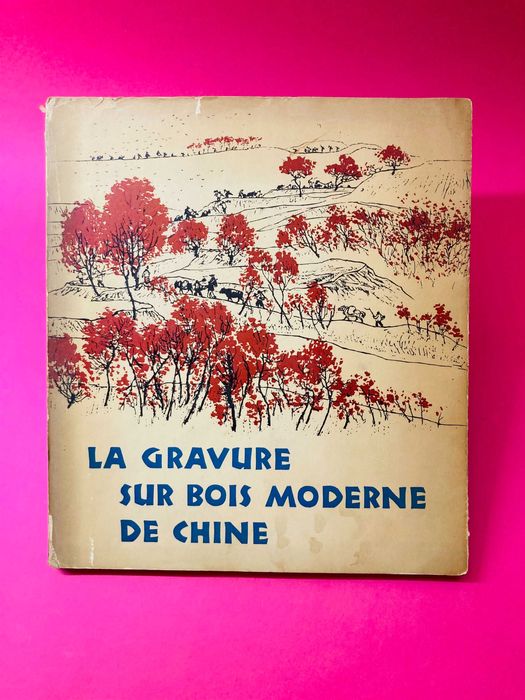 LA GRAVURE
SUR BOIS MODERNE
DE CHINE